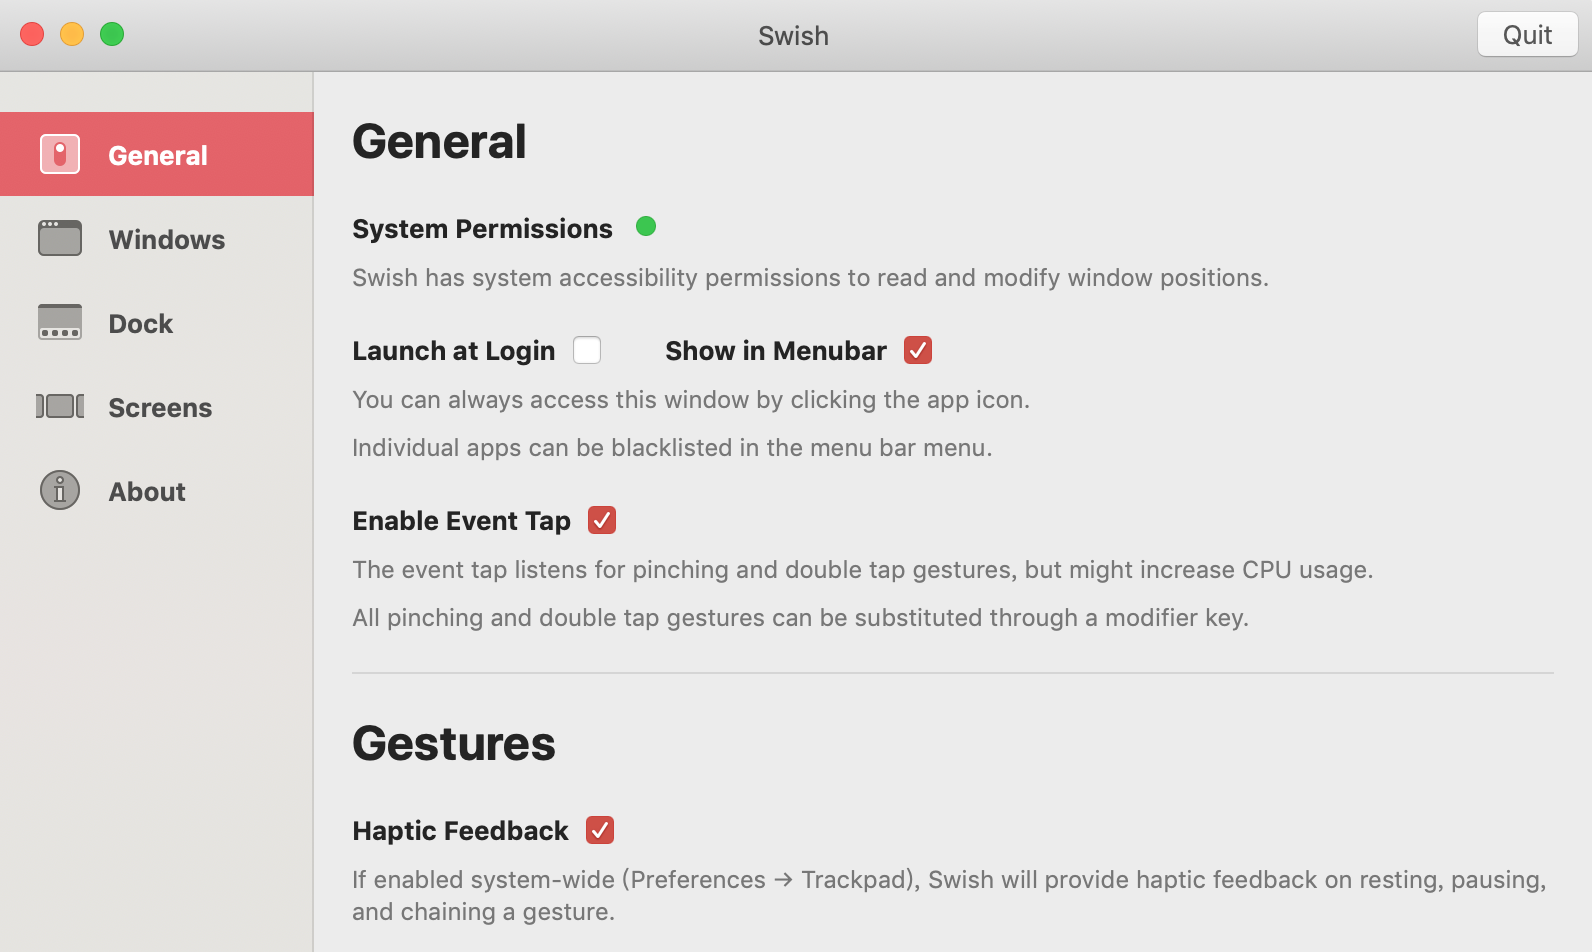 Swish
Quit
General
Windows
Dock
Screens
About
General
System Permissions
Swish has system accessibility permissions to read and modify window positions.
Launch at Login Show in Menubar
You can always access this window by clicking the app icon.
Individual apps can be blacklisted in the menu bar menu.
Enable Event Tap
The event tap listens for pinching and double tap gestures, but might increase CPU usage.
All pinching and double tap gestures can be substituted through a modifier key.
Gestures
Haptic Feedback
If enabled system-wide (Preferences → Trackpad), Swish will provide haptic feedback on resting, pausing,
and chaining a gesture.